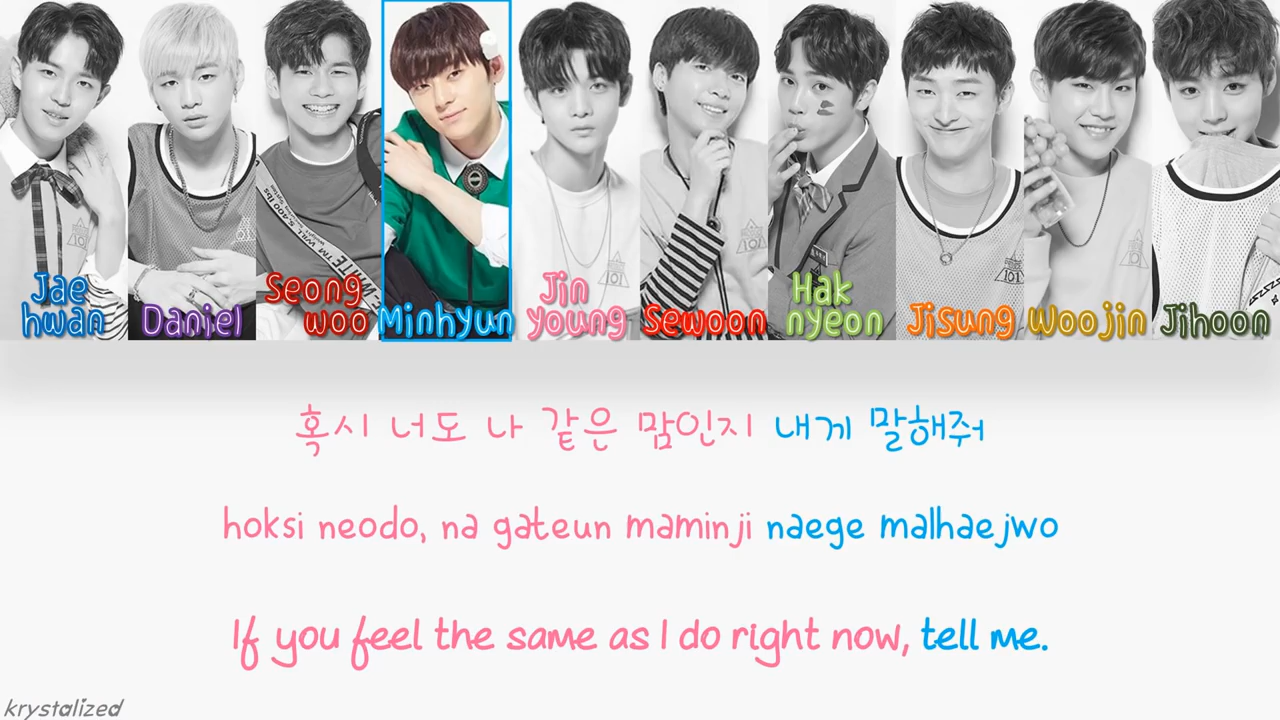 Jae hwan
Daniel
Seong woo
Minhyun
Jin young
Sewoon
Hak nyeon
Jisung
Woojin
Jihoon
혹시 너도 나 같은 맘인지 내게 말해줘
hoksi neodo, na gateun maminji naege malhaejwo
If you feel the same as I do right now, tell me.
krystalized